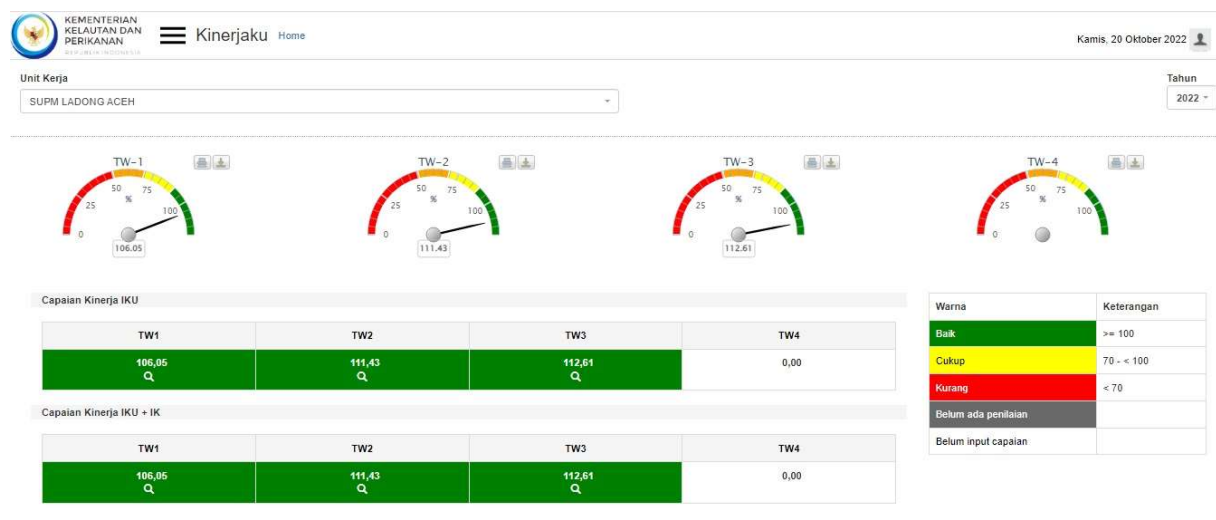 KEMENTERIAN
KELAUTAN DAN
PERIKANAN
REPUBLIK INDONESIA
Kinerjaku Home
Kamis, 20 Oktober 2022
Unit Kerja
SUPM LADONG ACEH
Tahun
2022
TW-1
0 25 50 75 100
%
106.05
TW-2
0 25 50 75 100
%
111.43
TW-3
0 25 50 75 100
%
112.61
TW-4
0 25 50 75 100
%
Capaian Kinerja IKU
TW1 TW2 TW3 TW4
106,05 111,43 112,61 0,00
Capaian Kinerja IKU + IK
TW1 TW2 TW3 TW4
106,05 111,43 112,61 0,00
Warna Keterangan
Baik >= 100
Cukup 70 - < 100
Kurang < 70
Belum ada penilaian
Belum input capaian